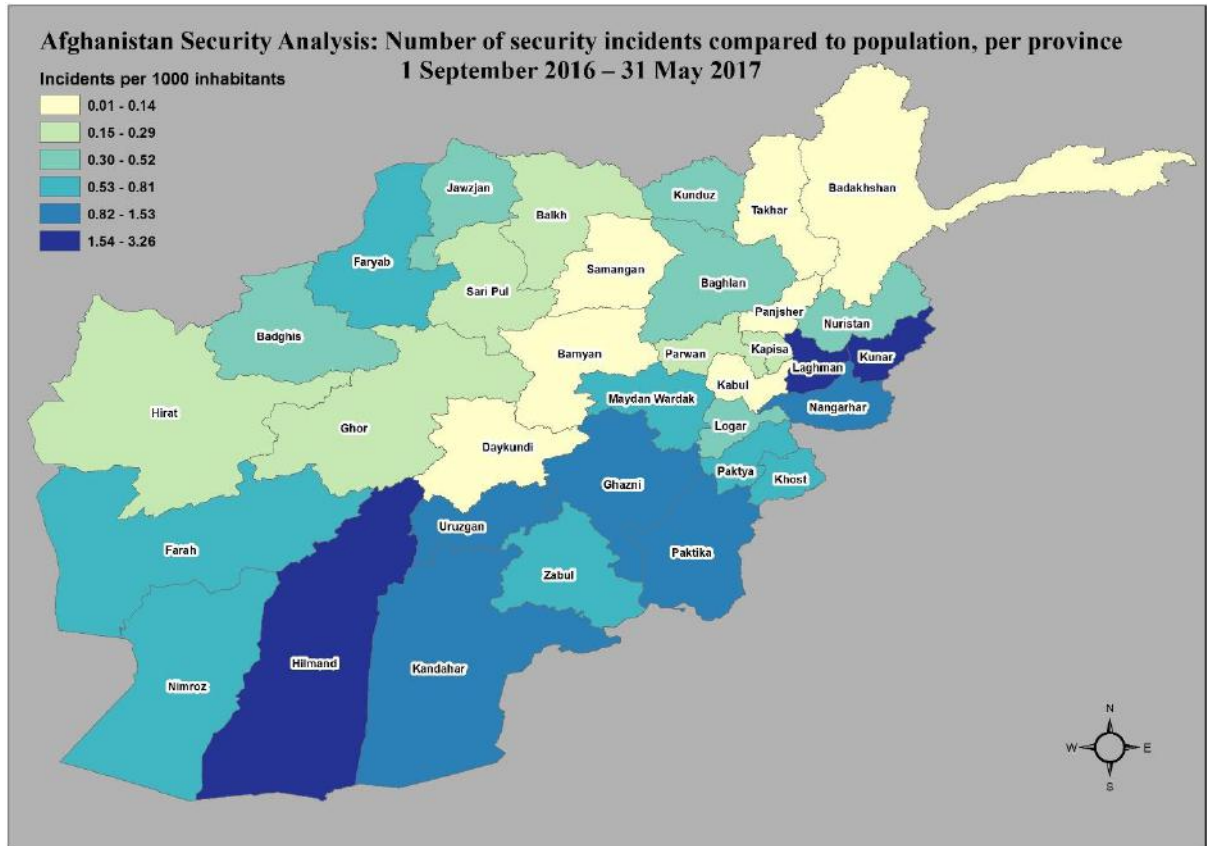 Afghanistan Security Analysis: Number of security incidents compared to population, per province
1 September 2016 – 31 May 2017
Incidents per 1000 inhabitants
0.01 - 0.14
0.15 - 0.29
0.30 - 0.52
0.53 - 0.81
0.82 - 1.53
1.54 - 3.26
Jawzjan
Balkh
Kunduz
Takhar
Badakhshan
Faryab
Samangan
Sari Pul
Baghlan
Panjsher
Nuristan
Badghis
Bamyan
Parwan
Kapisa
Laghman
Kunar
Kabul
Hirat
Ghor
Maydan Wardak
Nangarhar
Logar
Daykundi
Paktya
Khost
Ghazni
Uruzgan
Farah
Paktika
Zabul
Hilmand
Kandahar
Nimroz
N
W
E
S